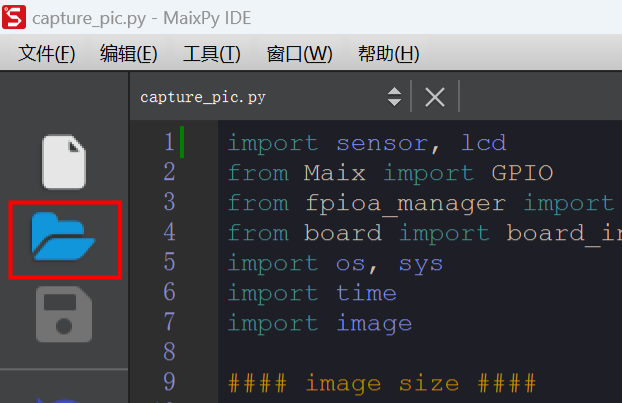 capture_pic.py - MaixPy IDE
文件(F) 编辑(E) 工具(T) 窗口(W) 帮助(H)
capture_pic.py
1 import sensor, lcd
2 from Maix import GPIO
3 from fpioa_manager import
4 from board import board_in
5 import os, sys
6 import time
7 import image
8
9 #### image size ####